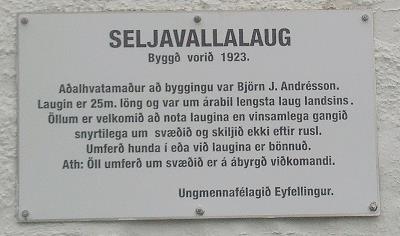 SELJAVALLALAUG
Byggð vorið 1923.
Aðalhvatamaður að byggingu var Björn J. Andrésson.
Laugin er 25m. löng og var um árabil lengsta laug landsins.
Öllum er velkomið að nota laugina en vinsamlega gangið
snyrtilega um svæðið og skiljið ekki eftir rusl.
Umferð hunda í eða við laugina er bönnuð.
Ath: Öll umferð um svæðið er á ábyrgð viðkomandi.
Ungmennafélagið Eyfellingur.